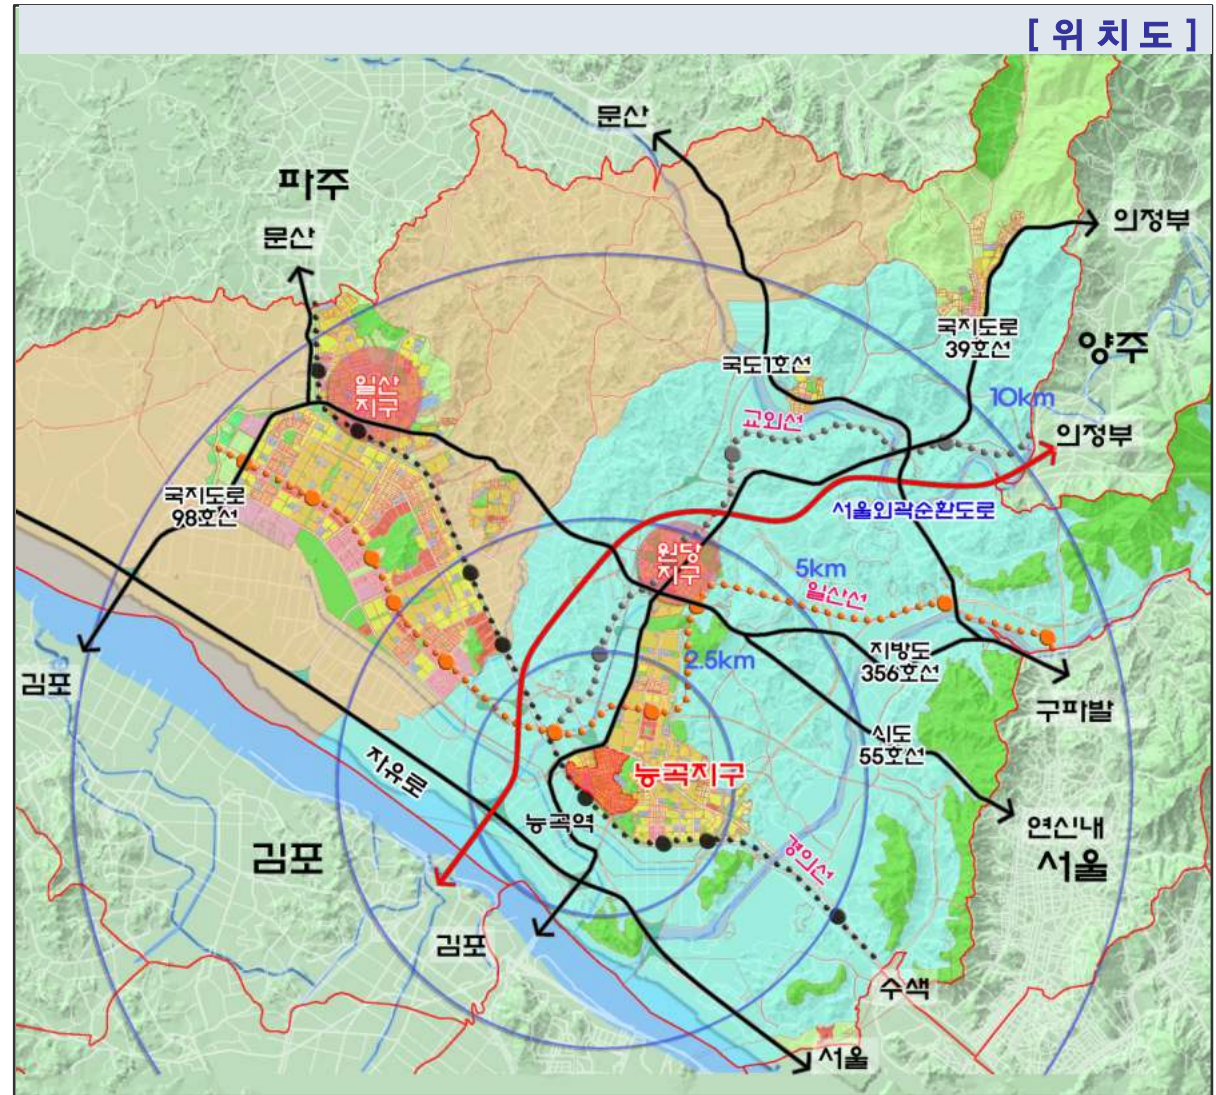 [ 위 치 도 ]
문산
파주
문산
의정부
국지도로
39호선
양주
국도1호선
일산
지구
10km
교외선
의정부
국지도로
98호선
서울외곽순환도로
원당
지구
5km
일산선
2.5km
지방도
356호선
김포
구파발
시도
55호선
자유로
능곡지구
능곡역
연신내
서울
김포
경의선
김포
수색
서울